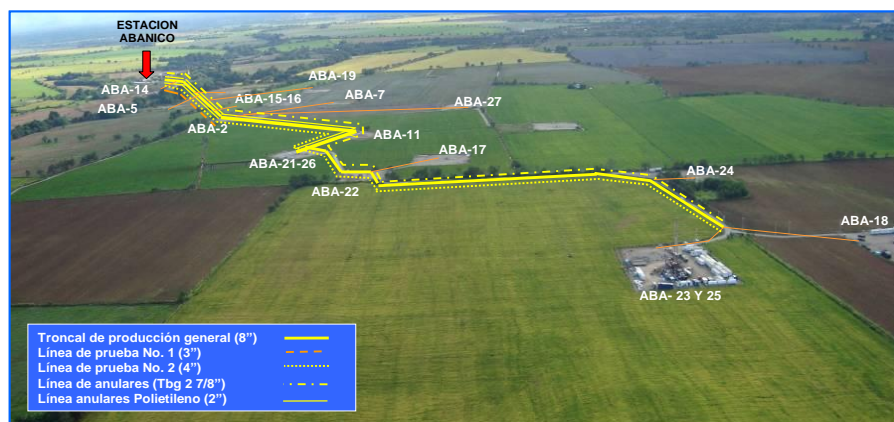 ESTACION
ABANICO
ABA-19
ABA-14
ABA-15-16
ABA-7
ABA-5
ABA-27
ABA-2
ABA-11
ABA-17
ABA-21-26
ABA-24
ABA-22
ABA-18
ABA- 23 Y 25
Troncal de producción general (8”)
Línea de prueba No. 1 (3”)
Línea de prueba No. 2 (4”)
Línea de anulares (Tbg 2 7/8”)
Línea anulares Polietileno (2”)